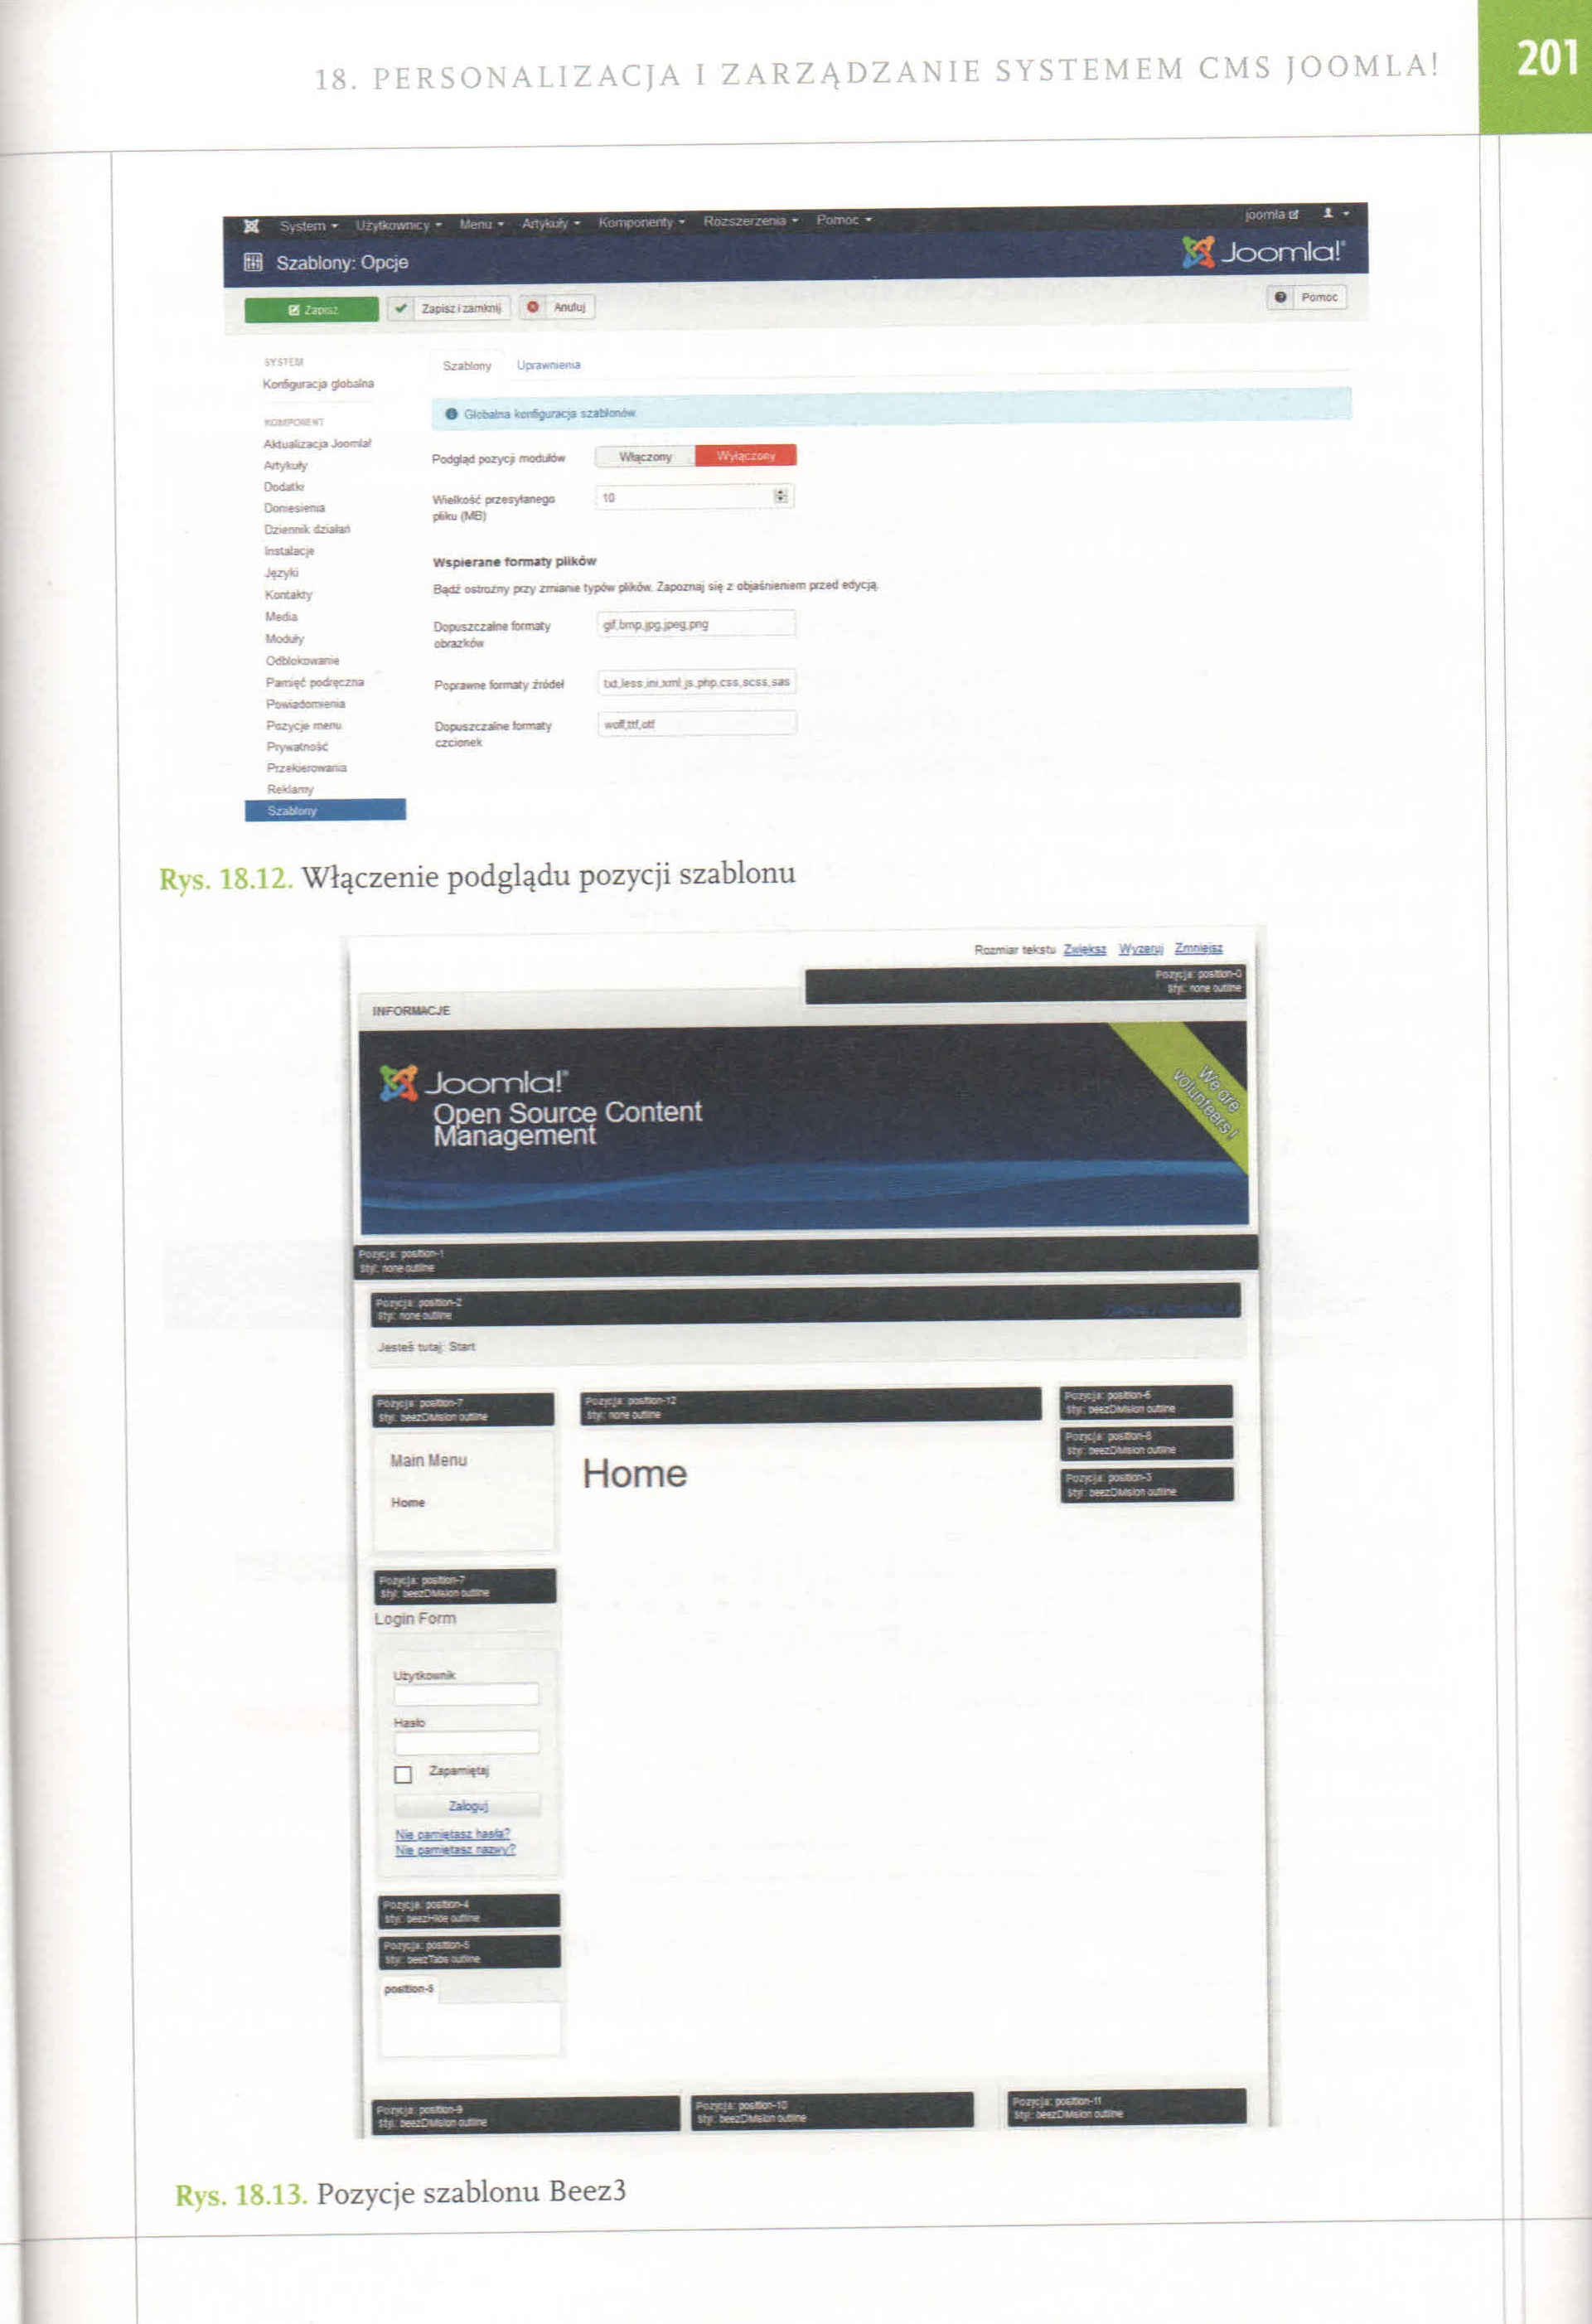 18. PERSONALIZACJA I ZARZĄDZANIE SYSTEMEM CMS JOOMLA!
201
System Użytkownicy Menu Artykuły Komponenty Rozszerzenia Pomoc joomla
Szablony: Opcje
Joomla!
Zapisz Zapisz i zamknij Anuluj Pomoc
SYSTEM
Konfiguracja globalna
KOMPONENT
Aktualizacja Joomla!
Artykuły
Dodatki
Doniesienia
Dziennik działań
Instalacje
Języki
Kontakty
Media
Moduły
Odblokowanie
Pamięć podręczna
Powiadomienia
Pozycje menu
Prywatność
Przekierowania
Reklamy
Szablony
Szablony Uprawnienia
Globalna konfiguracja szablonów
Podgląd pozycji modułów Włączony Wyłączony
Wielkość przesyłanego
pliku (MB)
10
Wspierane formaty plików
Bądź ostrożny przy zmianie typów plików. Zapoznaj się z objaśnieniem przed edycją.
Dopuszczalne formaty
obrazków
gif,bmp,jpg,jpeg,png
Poprawne formaty źródeł
txt,less,ini,xml,js,php,css,scss,sas
Dopuszczalne formaty
czcionek
woff,ttf,otf
Rys. 18.12. Włączenie podglądu pozycji szablonu
Rozmiar tekstu Zwiększ Wyzeruj Zmniejsz
Pozycja: position-0
Styl: none outline
INFORMACJE
Joomla!
Open Source Content
Management
We are
volunteers!
Pozycja: position-1
Styl: none outline
Pozycja: position-2
Styl: none outline
Jesteś tutaj: Start
Pozycja: position-7
Styl: beezDivision outline
Main Menu
Home
Pozycja: position-7
Styl: beezDivision outline
Login Form
Użytkownik
Hasło
Zapamiętaj
Zaloguj
Nie pamiętasz hasła?
Nie pamiętasz nazwy?
Pozycja: position-4
Styl: beezHide outline
Pozycja: position-5
Styl: beezTabs outline
position-5
Pozycja: position-12
Styl: none outline
Home
Pozycja: position-6
Styl: beezDivision outline
Pozycja: position-8
Styl: beezDivision outline
Pozycja: position-3
Styl: beezDivision outline
Pozycja: position-9
Styl: beezDivision outline
Pozycja: position-10
Styl: beezDivision outline
Pozycja: position-11
Styl: beezDivision outline
Rys. 18.13. Pozycje szablonu Beez3